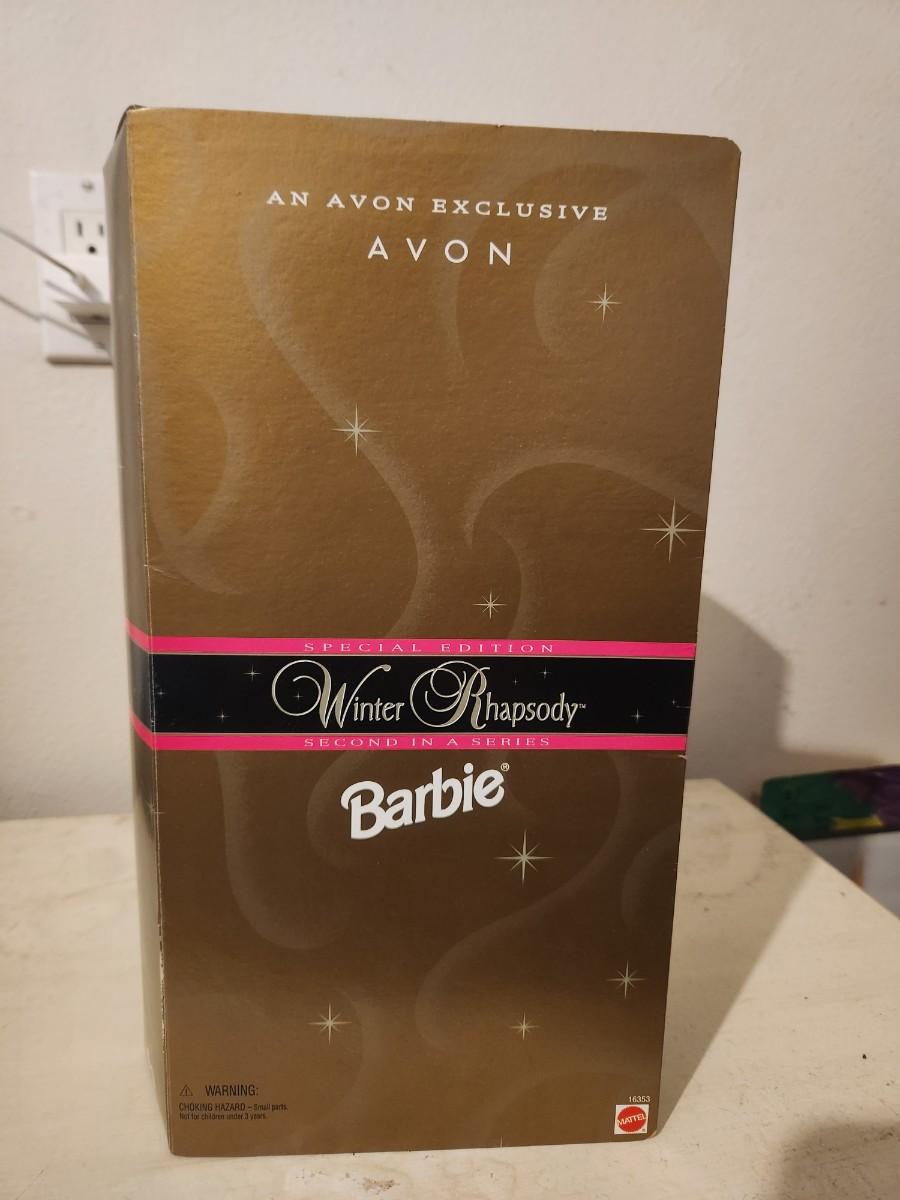 AN AVON EXCLUSIVE
AVON
SPECIAL EDITION
Winter Rhapsody™
SECOND IN A SERIES
Barbie®
⚠ WARNING:
CHOKING HAZARD – Small parts.
Not for children under 3 years.
16353
MATTEL
®